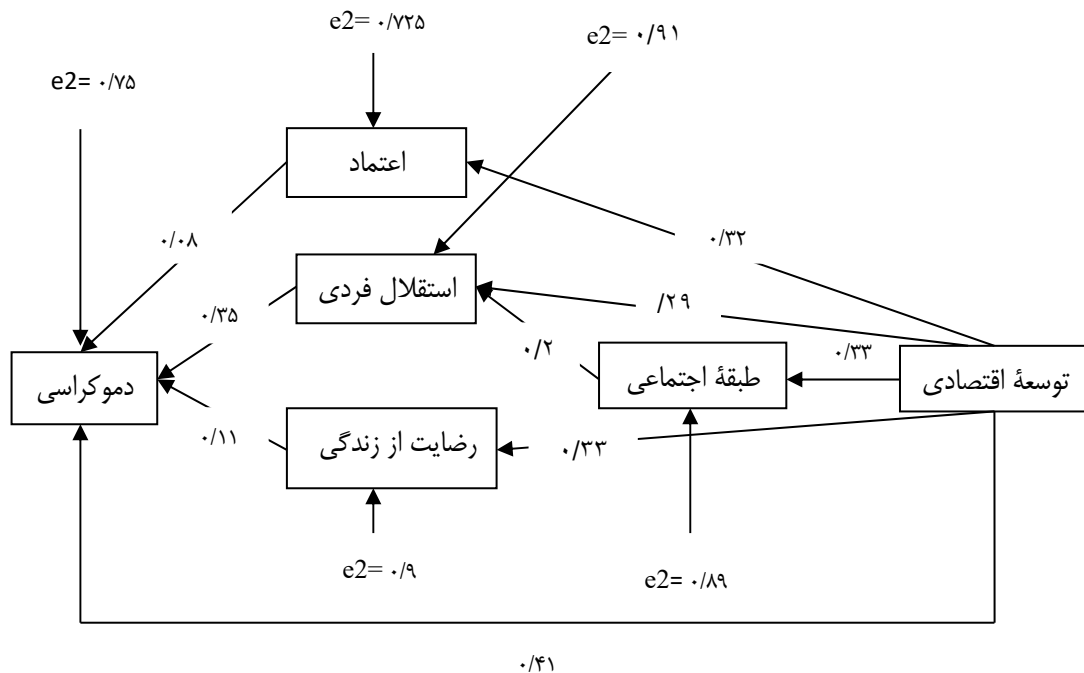 e2= ۰/۷۲۵
e2= ۰/۹۱
e2= ۰/۷۵
اعتماد
۰/۰۸
۰/۳۲
استقلال فردی
/۲۹
۰/۳۵
۰/۲
۰/۳۳
دموکراسی
طبقهٔ اجتماعی
توسعهٔ اقتصادی
۰/۱۱
رضایت از زندگی
۰/۳۳
e2= ۰/۹
e2= ۰/۸۹
۰/۴۱